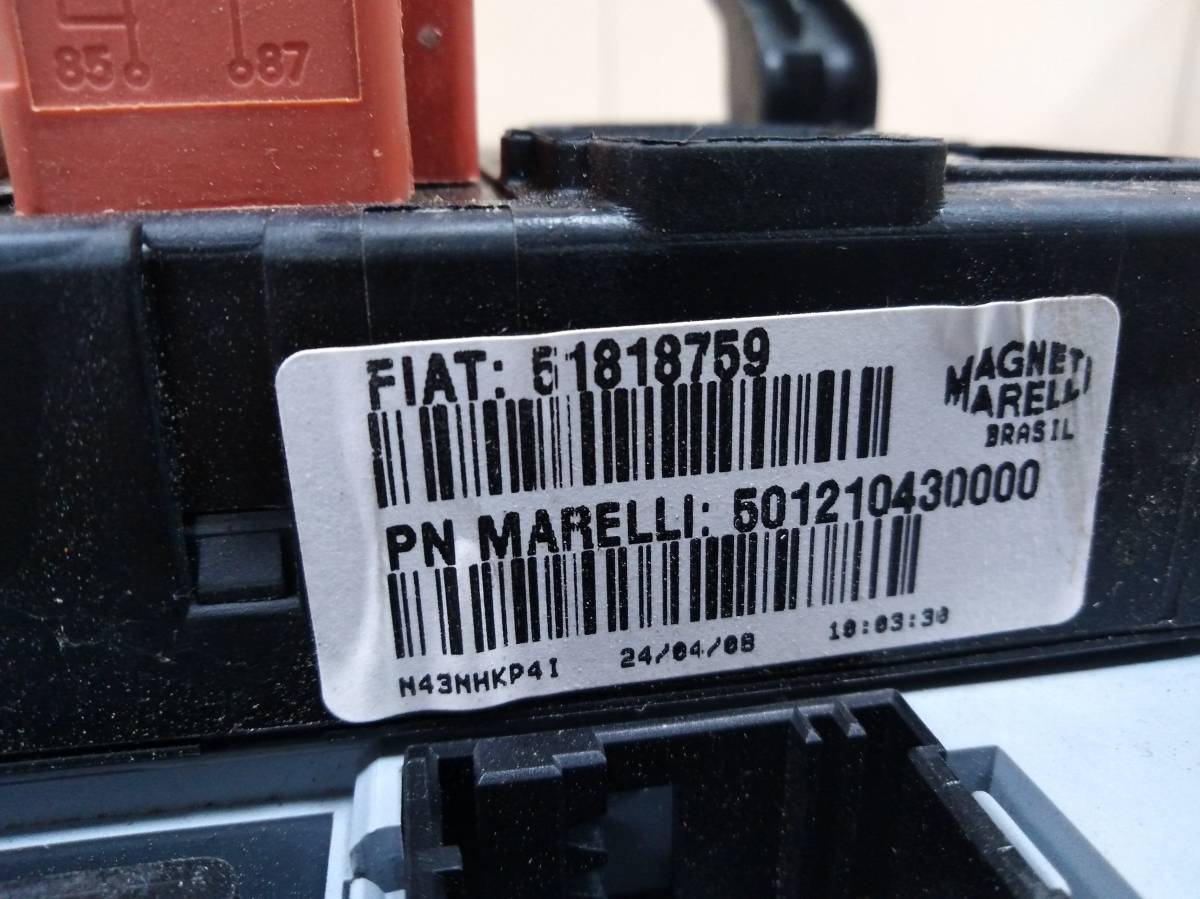 85 87
FIAT: 51818759
MAGNETI
MARELLI
BRASIL
PN MARELLI: 501210430000
N43NHKP4I 24/04/08 10:03:30